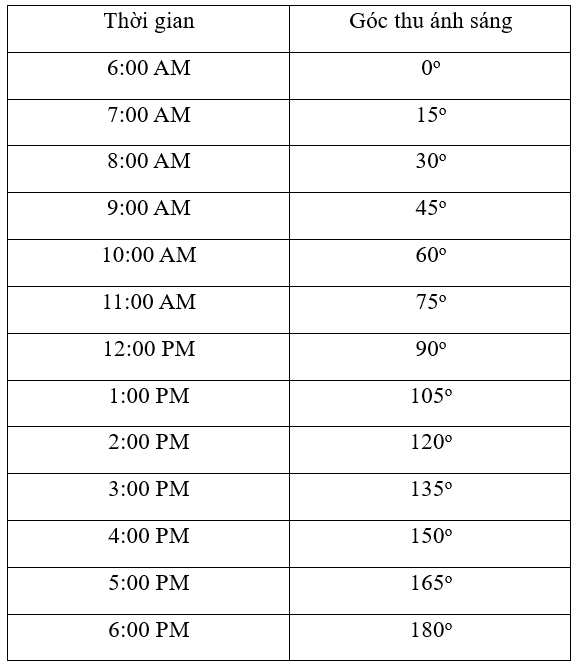 Thời gian Góc thu ánh sáng
6:00 AM 0º
7:00 AM 15º
8:00 AM 30º
9:00 AM 45º
10:00 AM 60º
11:00 AM 75º
12:00 PM 90º
1:00 PM 105º
2:00 PM 120º
3:00 PM 135º
4:00 PM 150º
5:00 PM 165º
6:00 PM 180º